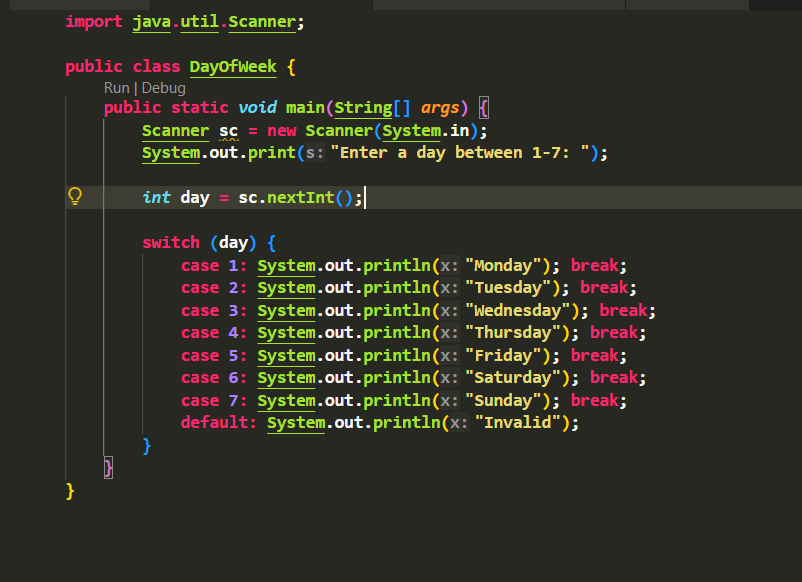 import java.util.Scanner;
public class DayOfWeek {
Run | Debug
public static void main(String[] args) {
Scanner sc = new Scanner(System.in);
System.out.print(s: "Enter a day between 1-7: ");
int day = sc.nextInt();
switch (day) {
case 1: System.out.println(x: "Monday"); break;
case 2: System.out.println(x: "Tuesday"); break;
case 3: System.out.println(x: "Wednesday"); break;
case 4: System.out.println(x: "Thursday"); break;
case 5: System.out.println(x: "Friday"); break;
case 6: System.out.println(x: "Saturday"); break;
case 7: System.out.println(x: "Sunday"); break;
default: System.out.println(x: "Invalid");
}
}
}